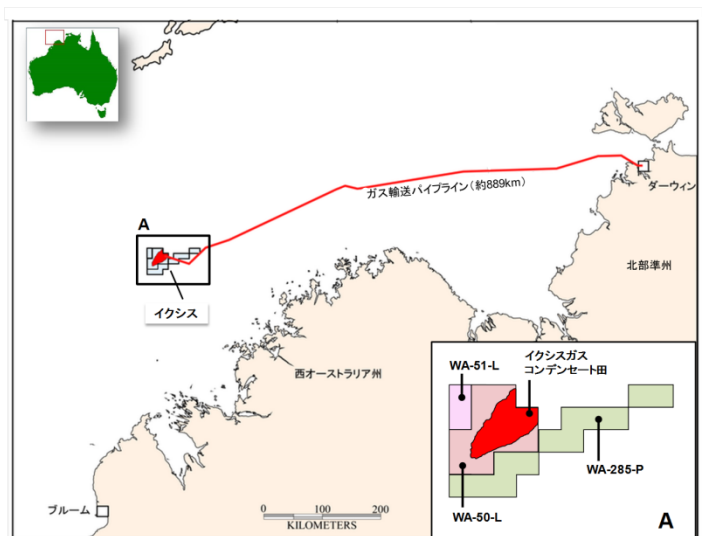 ガス輸送パイプライン（約889km）
ダーウィン
A
北部準州
イクシス
西オーストラリア州
ブルーム
0 100 200
KILOMETERS
イクシスガス
コンデンセート田
WA-51-L
WA-285-P
WA-50-L
A